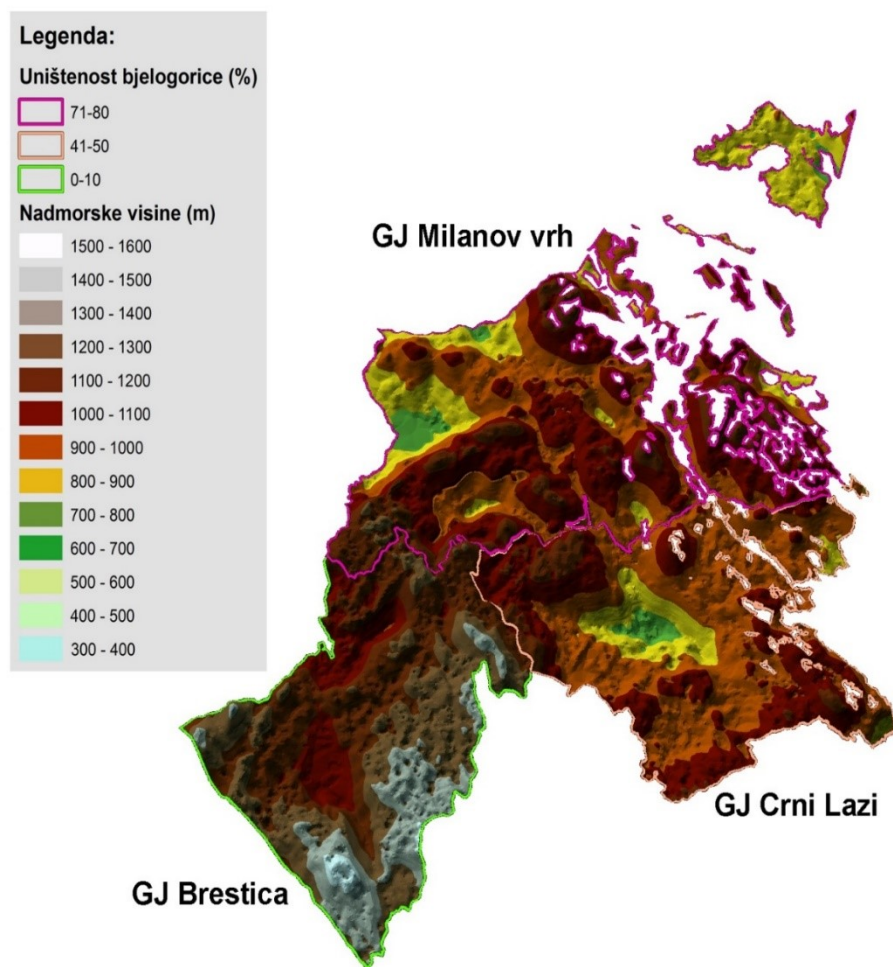 Legenda:
Uništenost bjelogorice (%)
71-80
41-50
0-10
Nadmorske visine (m)
1500 - 1600
1400 - 1500
1300 - 1400
1200 - 1300
1100 - 1200
1000 - 1100
900 - 1000
800 - 900
700 - 800
600 - 700
500 - 600
400 - 500
300 - 400
GJ Milanov vrh
GJ Crni Lazi
GJ Brestica